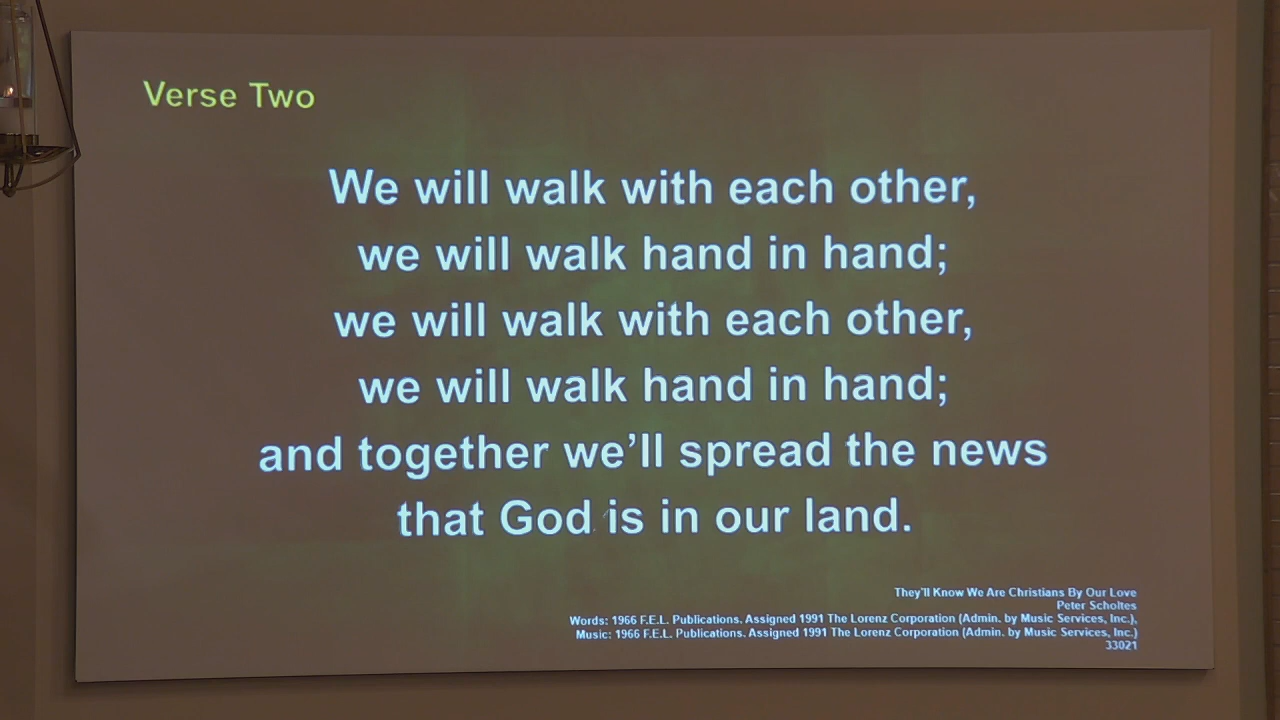 Verse Two
We will walk with each other,
we will walk hand in hand;
we will walk with each other,
we will walk hand in hand;
and together we’ll spread the news
that God is in our land.
They'll Know We Are Christians By Our Love
Peter Scholtes
Words: 1966 F.E.L. Publications. Assigned 1991 The Lorenz Corporation (Admin. by Music Services, Inc.),
Music: 1966 F.E.L. Publications. Assigned 1991 The Lorenz Corporation (Admin. by Music Services, Inc.)
33021